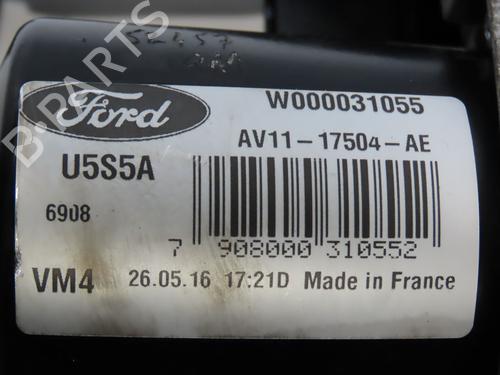 B-PARTS
Ford
W000031055
AV11-17504-AE
U5S5A
6908
7 908000 310552
VM4 26.05.16 17:21D Made in France